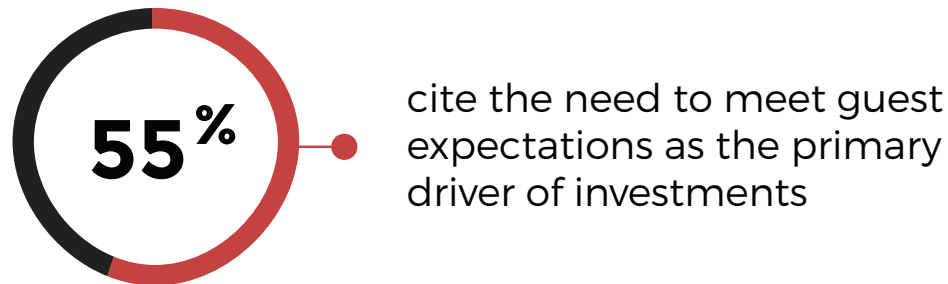 55%
cite the need to meet guest
expectations as the primary
driver of investments